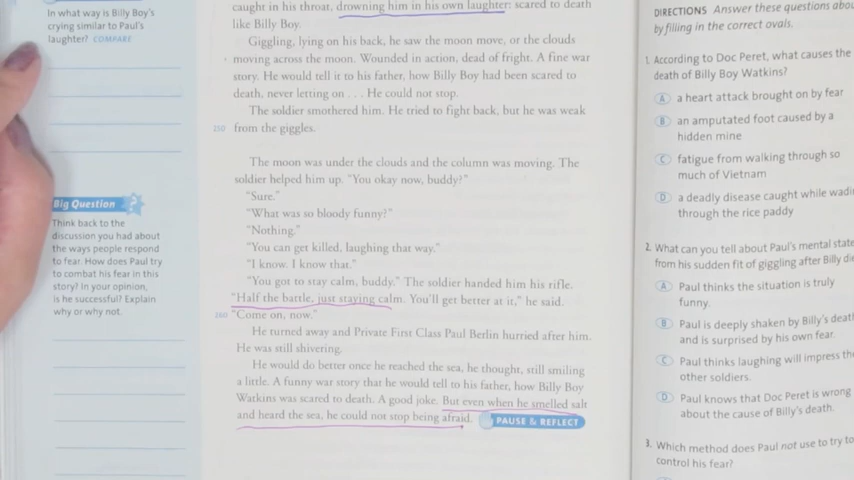 In what way is Billy Boy's
crying similar to Paul's
laughter? COMPARE
Big Question
Think back to the
discussion you had about
the ways people respond
to fear. How does Paul try
to combat his fear in this
story? In your opinion,
is he successful? Explain
why or why not.
caught in his throat, drowning him in his own laughter: scared to death
like Billy Boy.
Giggling, lying on his back, he saw the moon move, or the clouds
moving across the moon. Wounded in action, dead of fright. A fine war
story. He would tell it to his father, how Billy Boy had been scared to
death, never letting on . . . He could not stop.
The soldier smothered him. He tried to fight back, but he was weak
250 from the giggles.
The moon was under the clouds and the column was moving. The
soldier helped him up. "You okay now, buddy?"
"Sure."
"What was so bloody funny?"
"Nothing."
"You can get killed, laughing that way."
"I know. I know that."
"You got to stay calm, buddy." The soldier handed him his rifle.
"Half the battle, just staying calm. You'll get better at it," he said.
260 "Come on, now."
He turned away and Private First Class Paul Berlin hurried after him.
He was still shivering.
He would do better once he reached the sea, he thought, still smiling
a little. A funny war story that he would tell to his father, how Billy Boy
Watkins was scared to death. A good joke. But even when he smelled salt
and heard the sea, he could not stop being afraid. PAUSE & REFLECT
DIRECTIONS Answer these questions abou
by filling in the correct ovals.
1. According to Doc Peret, what causes the
death of Billy Boy Watkins?
A a heart attack brought on by fear
B an amputated foot caused by a
hidden mine
C fatigue from walking through so
much of Vietnam
D a deadly disease caught while wadi
through the rice paddy
2. What can you tell about Paul's mental state
from his sudden fit of giggling after Billy di
A Paul thinks the situation is truly
funny.
B Paul is deeply shaken by Billy's deat
and is surprised by his own fear.
C Paul thinks laughing will impress the
other soldiers.
D Paul knows that Doc Peret is wrong
about the cause of Billy's death.
3. Which method does Paul not use to try to
control his fear?